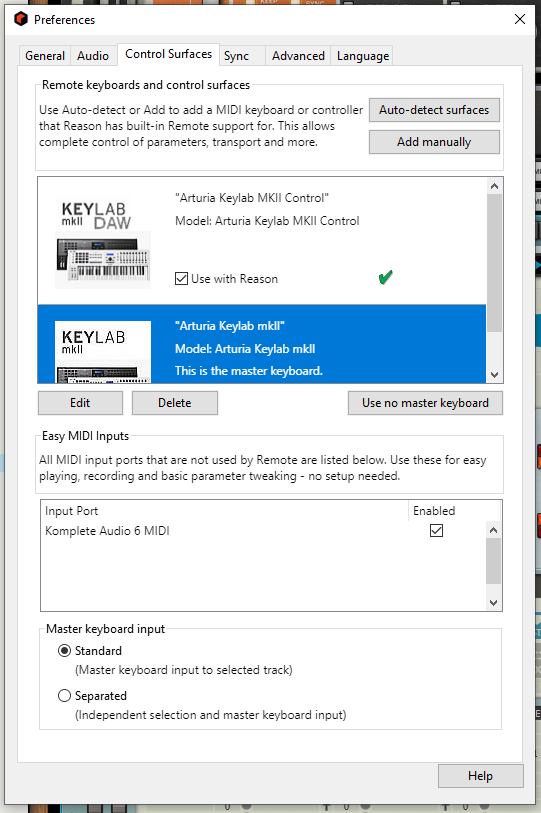 KEEP
SYNC
Preferences
General Audio Control Surfaces Sync Advanced Language
Remote keyboards and control surfaces
Use Auto-detect or Add to add a MIDI keyboard or controller
that Reason has built-in Remote support for. This allows
complete control of parameters, transport and more.
Auto-detect surfaces
Add manually
KEYLAB
mkII DAW
"Arturia Keylab MKII Control"
Model: Arturia Keylab MKII Control
Use with Reason
KEYLAB
mkII
"Arturia Keylab mkII"
Model: Arturia Keylab mkII
This is the master keyboard.
Edit Delete Use no master keyboard
Easy MIDI Inputs
All MIDI input ports that are not used by Remote are listed below. Use these for easy
playing, recording and basic parameter tweaking - no setup needed.
Input Port Enabled
Komplete Audio 6 MIDI
Master keyboard input
Standard
(Master keyboard input to selected track)
Separated
(Independent selection and master keyboard input)
Help
0 T 0 T 0